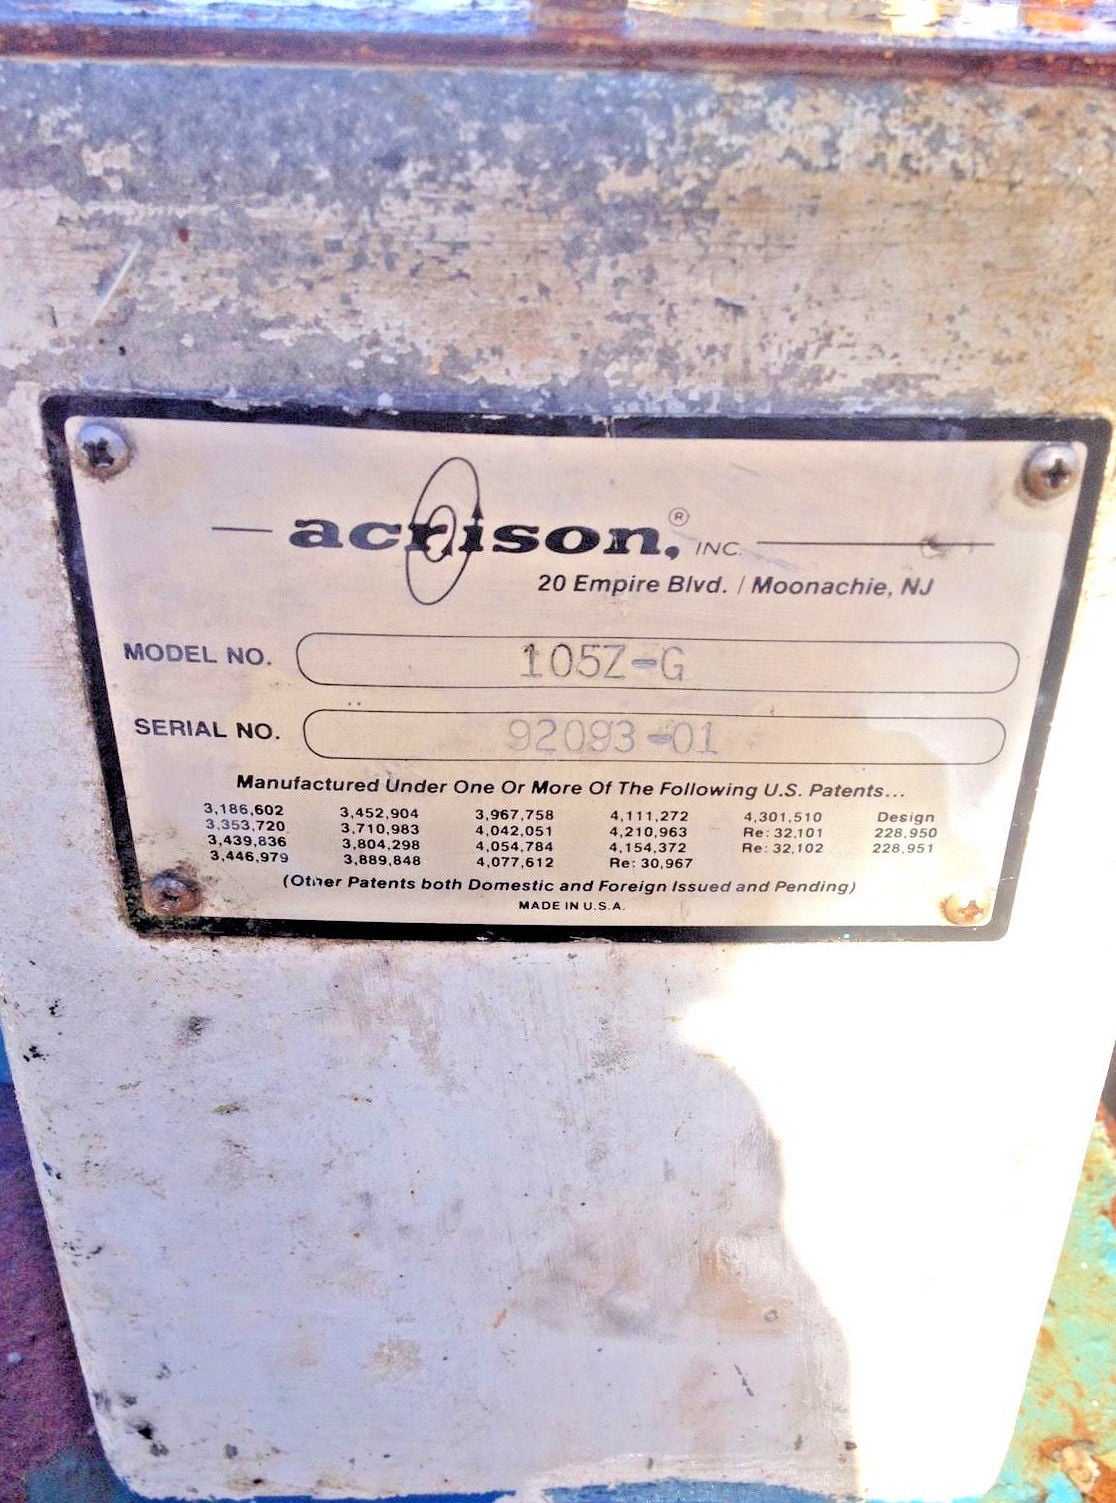 acrison,® INC.
20 Empire Blvd. / Moonachie, NJ
MODEL NO. 105Z-G
SERIAL NO. 92093-01
Manufactured Under One Or More Of The Following U.S. Patents...
3,186,602 3,452,904 3,967,758 4,111,272 4,301,510 Design
3,353,720 3,710,983 4,042,051 4,210,963 Re: 32,101 228,950
3,439,836 3,804,298 4,054,784 4,154,372 Re: 32,102 228,951
3,446,979 3,889,848 4,077,612 Re: 30,967
(Other Patents both Domestic and Foreign Issued and Pending)
MADE IN U.S.A.